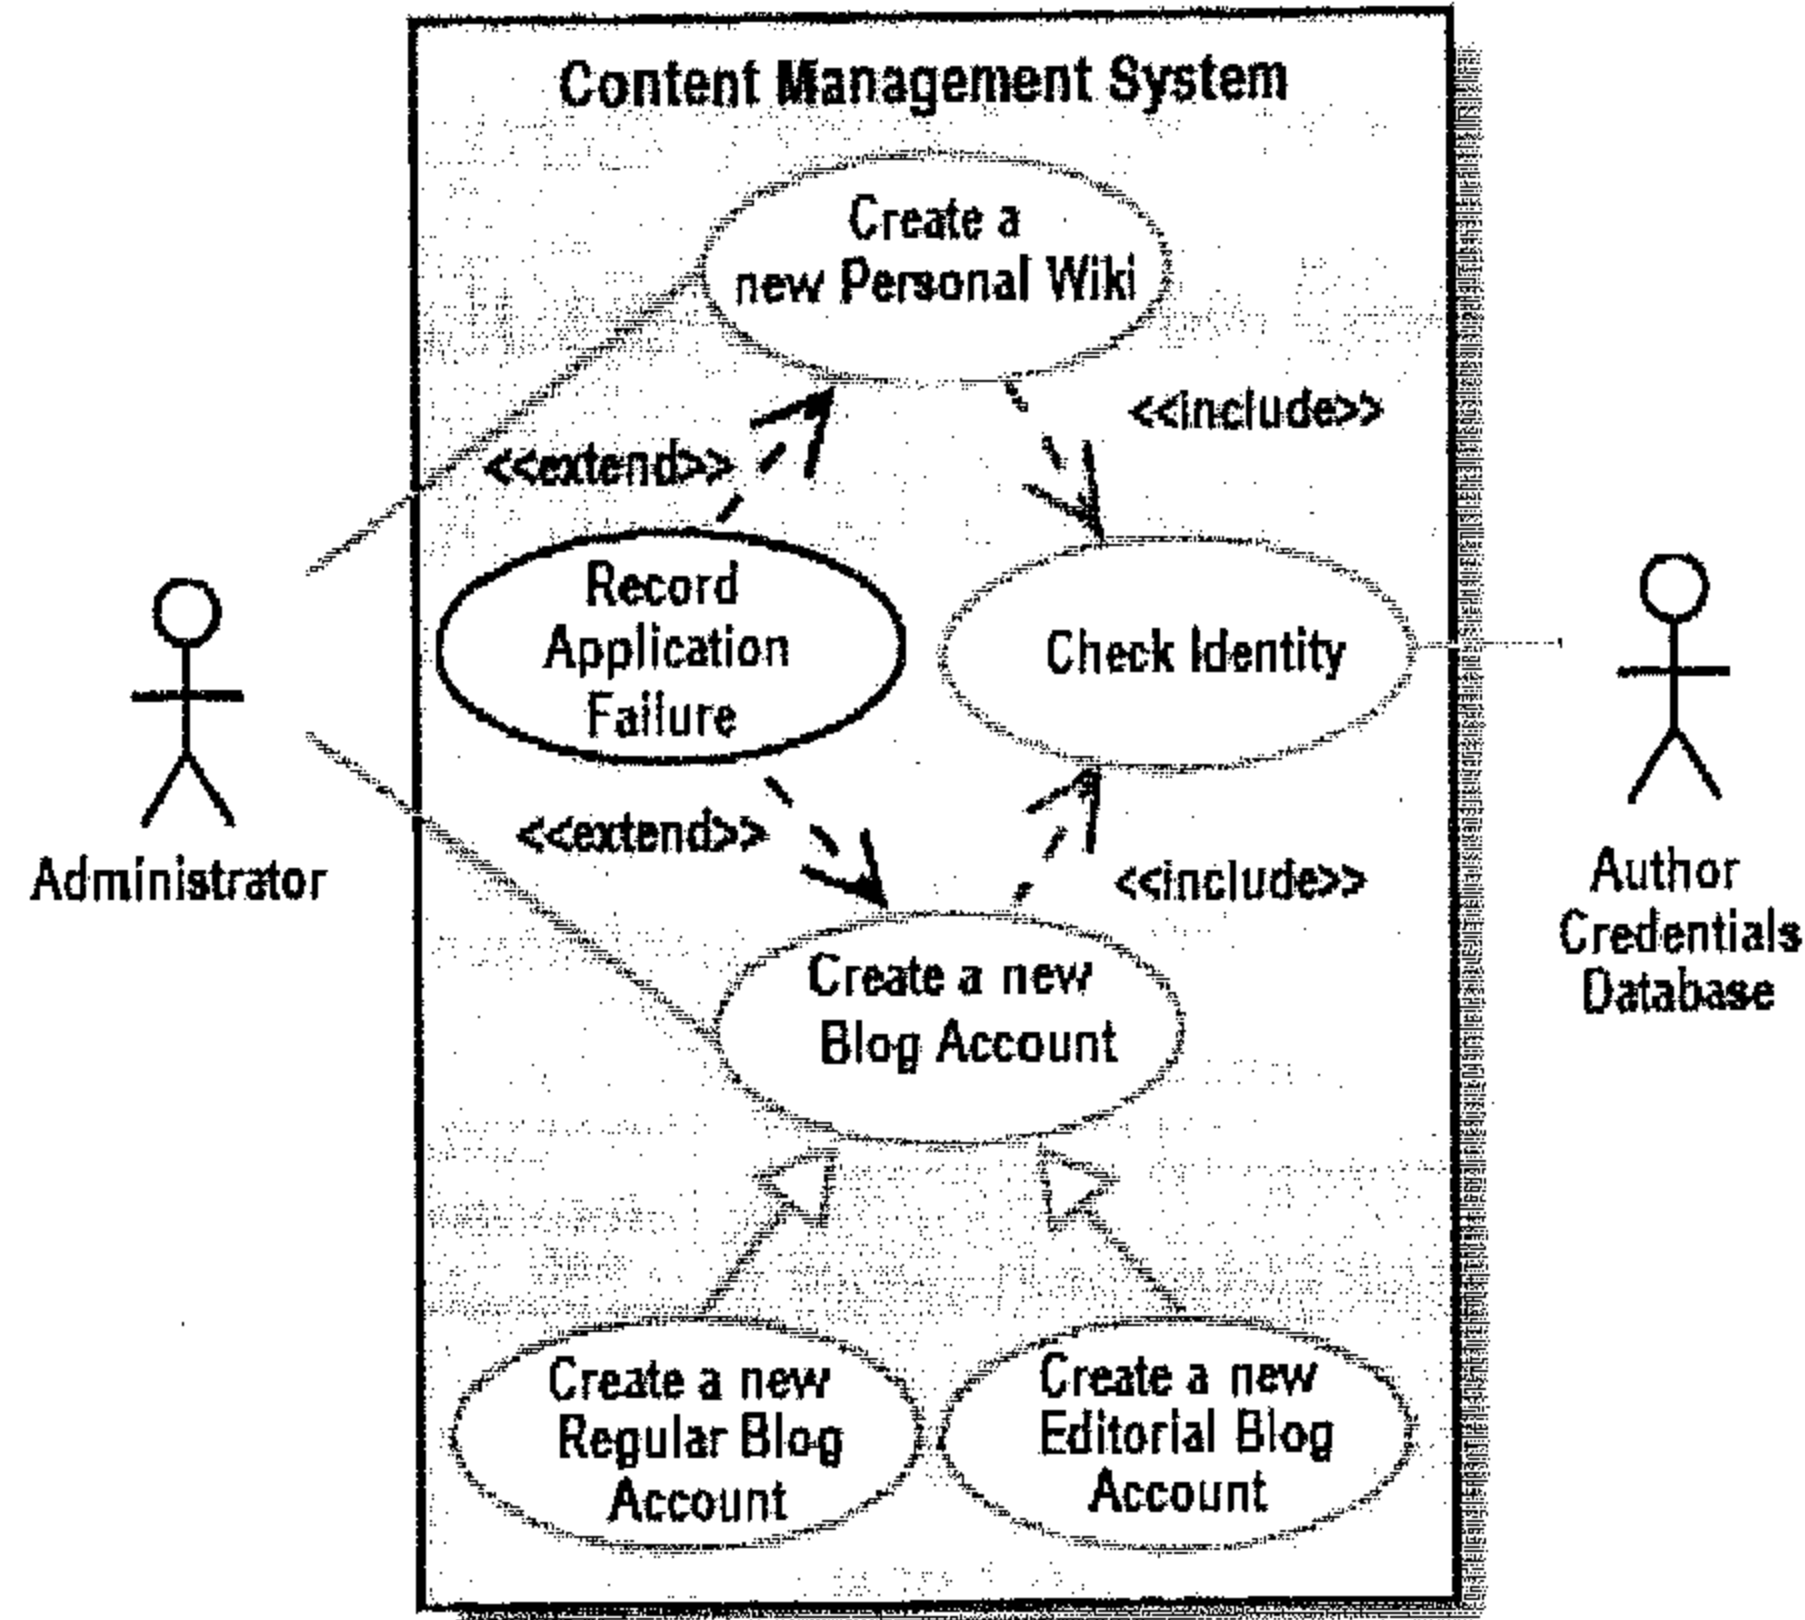 Content Management System
Create a
new Personal Wiki
<<include>>
<<extend>>
Record
Application
Failure
Check Identity
<<extend>>
<<include>>
Administrator
Author
Credentials
Database
Create a new
Blog Account
Create a new
Regular Blog
Account
Create a new
Editorial Blog
Account